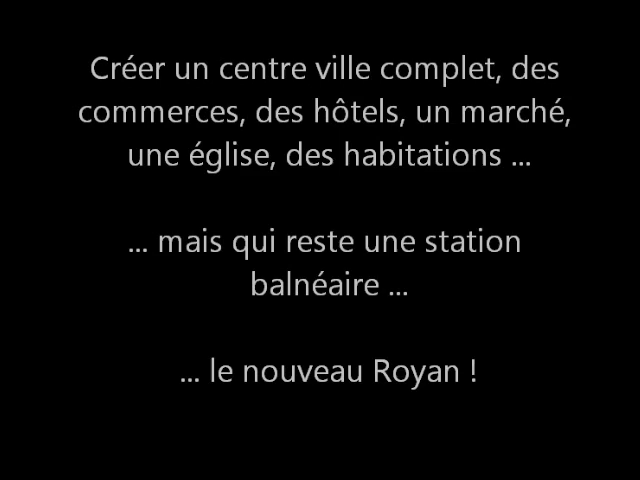 Créer un centre ville complet, des
commerces, des hôtels, un marché,
une église, des habitations ...
... mais qui reste une station
balnéaire ...
... le nouveau Royan !